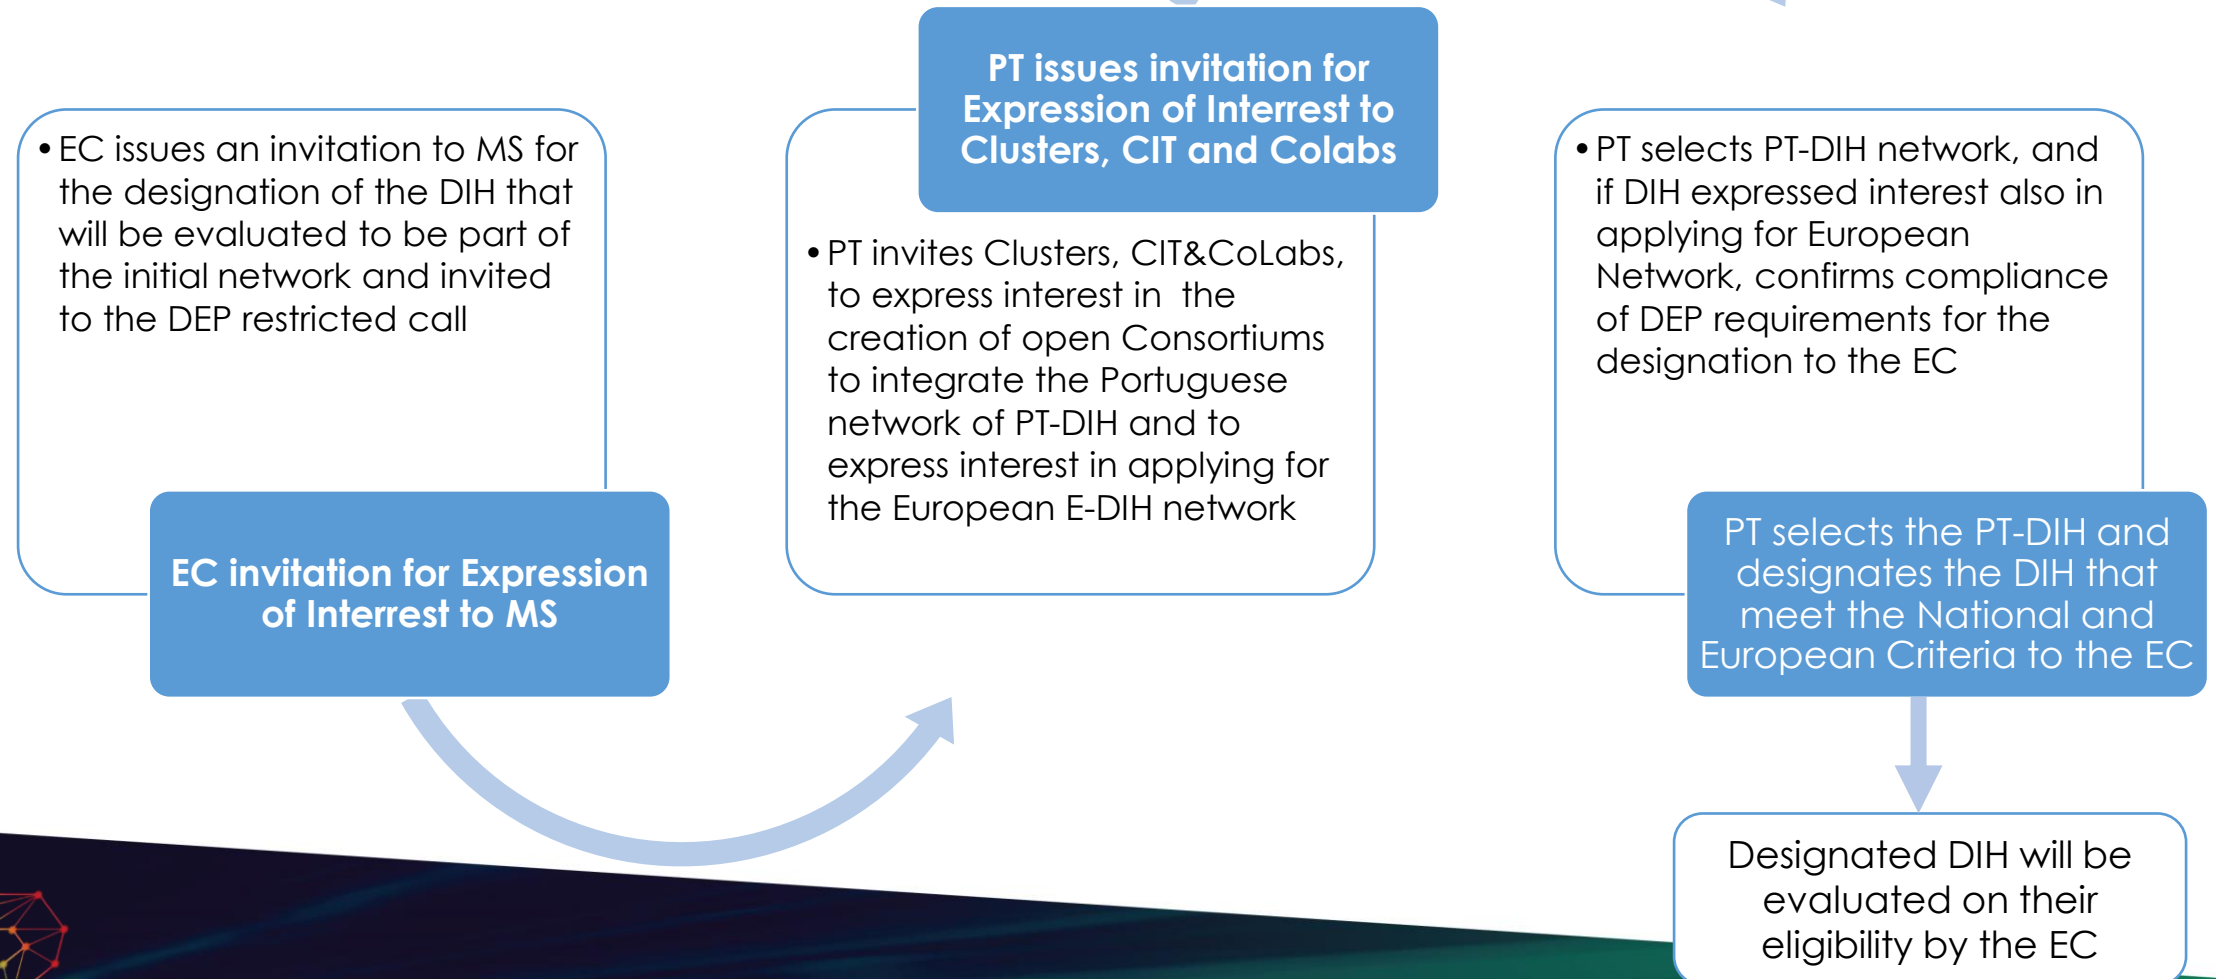 • EC issues an invitation to MS for
the designation of the DIH that
will be evaluated to be part of
the initial network and invited
to the DEP restricted call
EC invitation for Expression
of Interrest to MS
PT issues invitation for
Expression of Interrest to
Clusters, CIT and Colabs
• PT invites Clusters, CIT&CoLabs,
to express interest in the
creation of open Consortiums
to integrate the Portuguese
network of PT-DIH and to
express interest in applying for
the European E-DIH network
• PT selects PT-DIH network, and
if DIH expressed interest also in
applying for European
Network, confirms compliance
of DEP requirements for the
designation to the EC
PT selects the PT-DIH and
designates the DIH that
meet the National and
European Criteria to the EC
Designated DIH will be
evaluated on their
eligibility by the EC